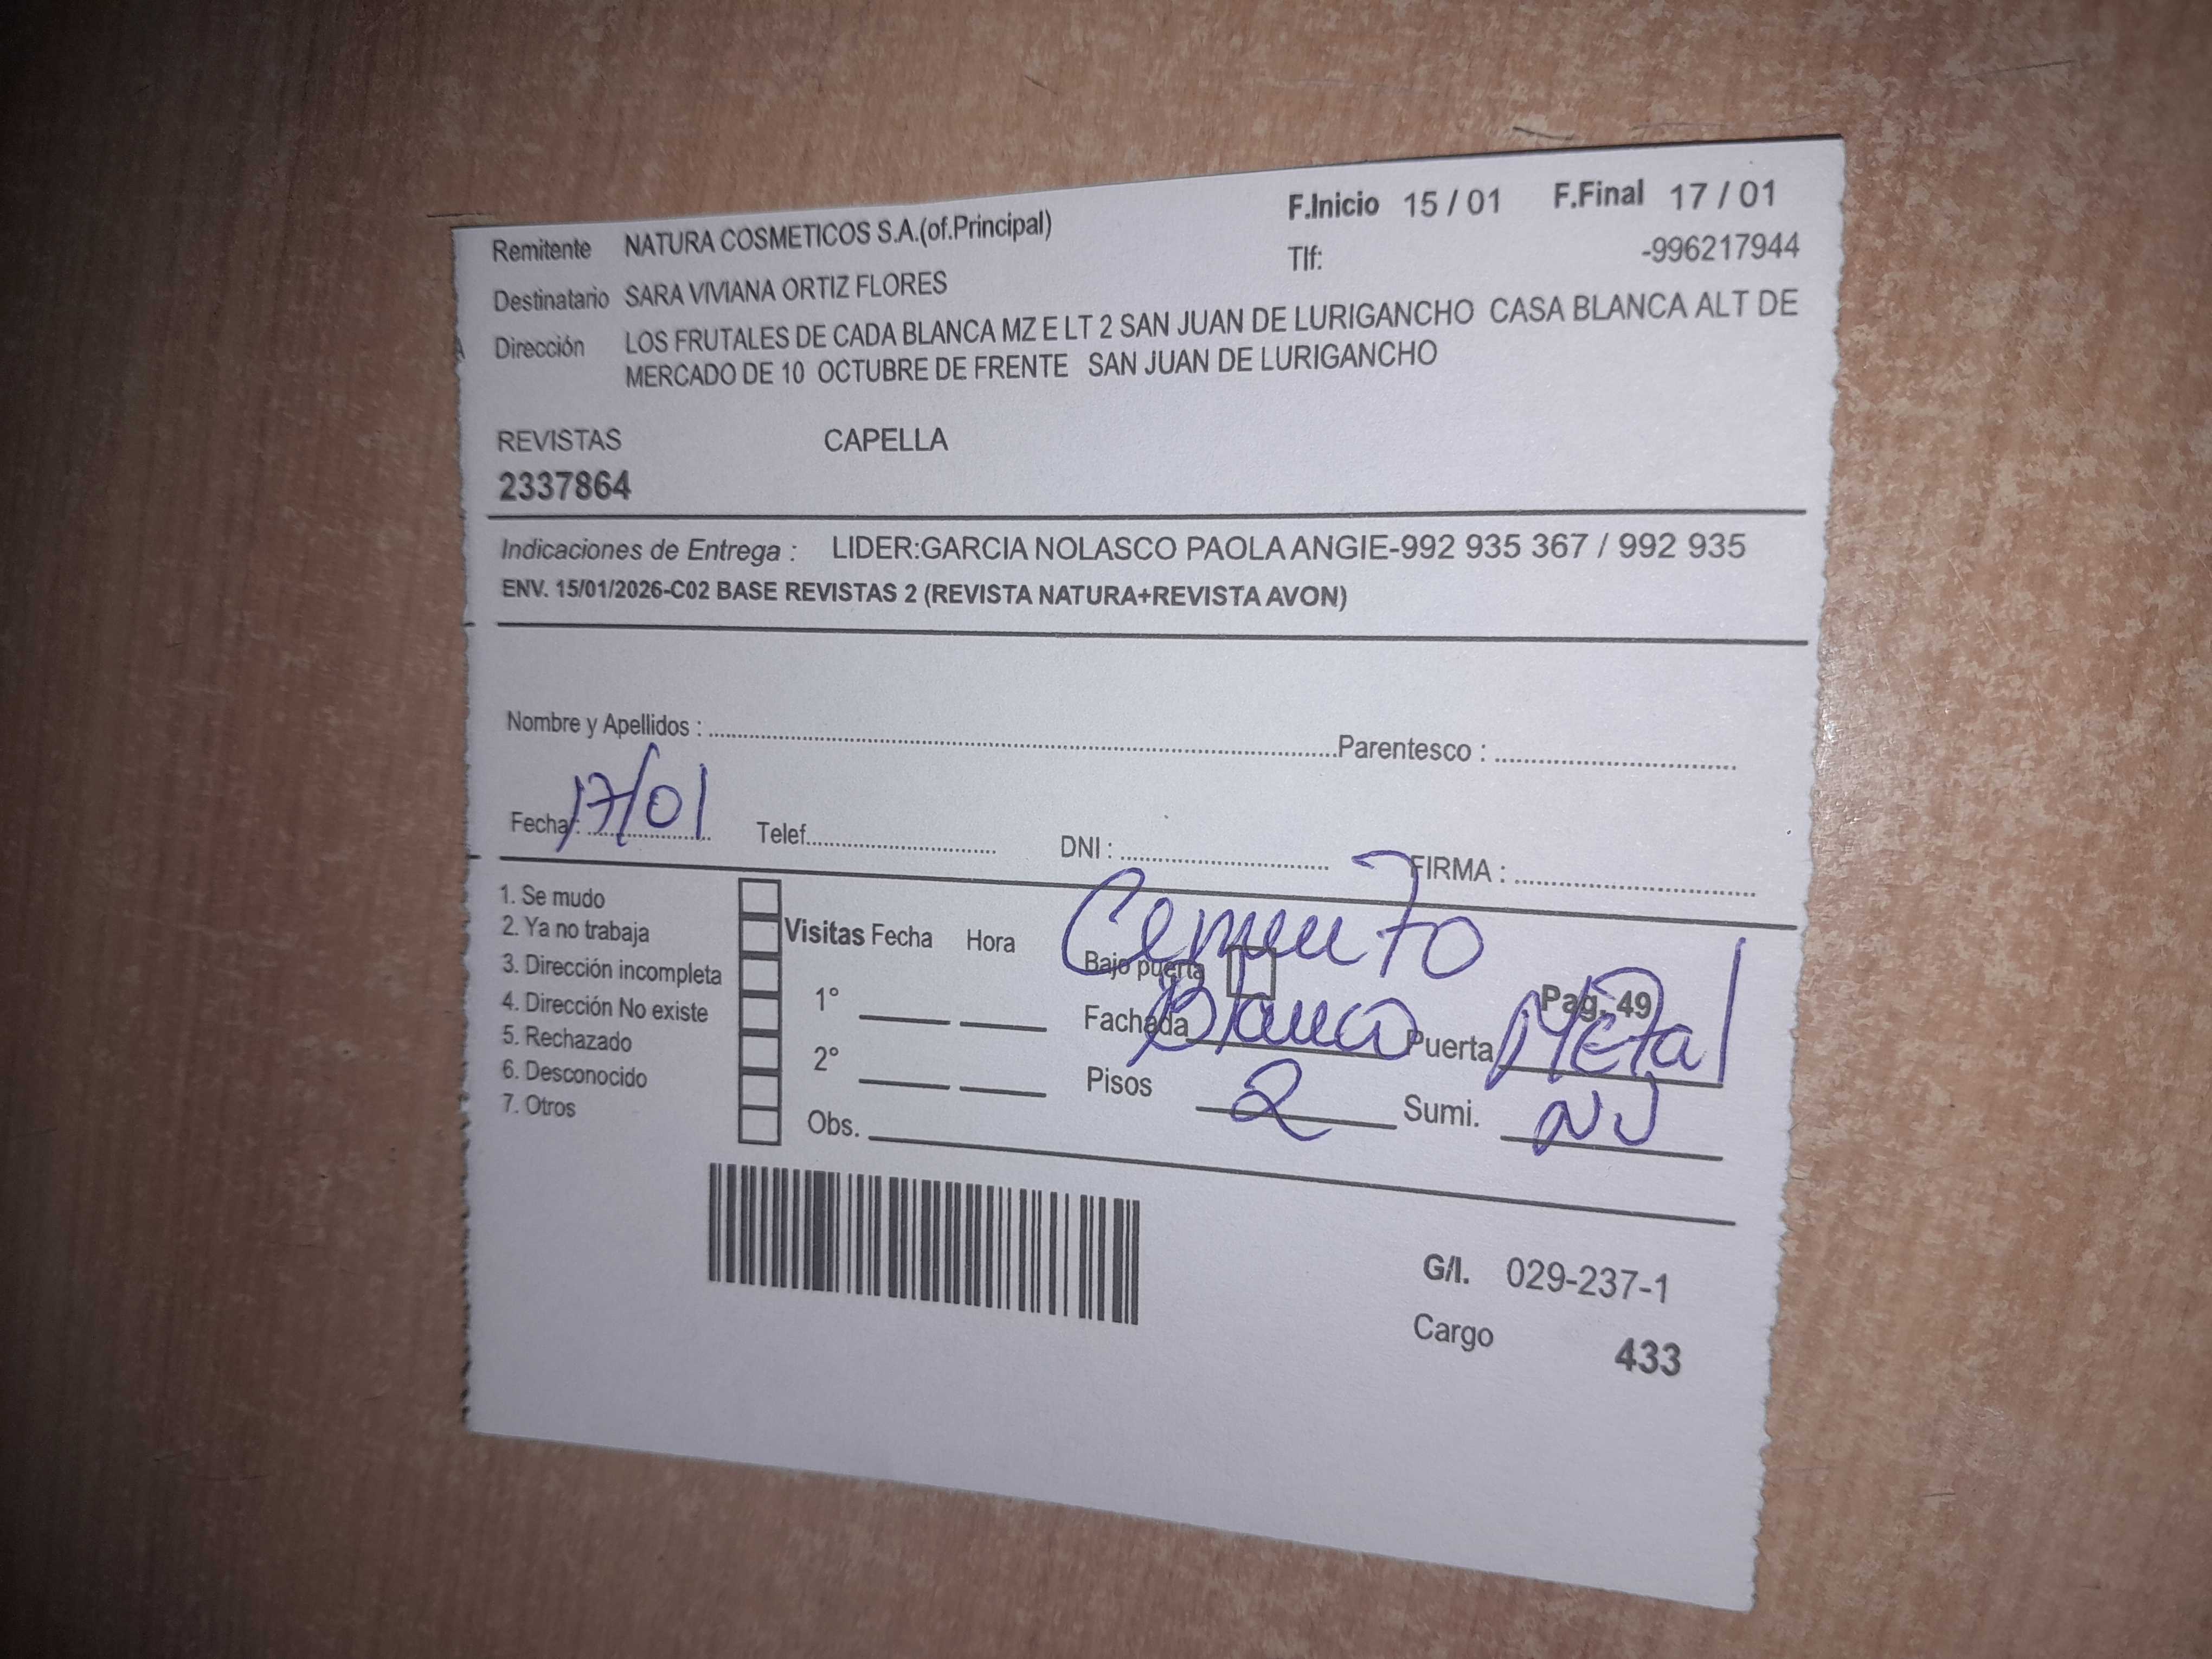 F.Inicio 15 / 01 F.Final 17 / 01
Remitente NATURA COSMETICOS S.A.(of.Principal)
Tlf: -996217944
Destinatario SARA VIVIANA ORTIZ FLORES
Dirección LOS FRUTALES DE CADA BLANCA MZ E LT 2 SAN JUAN DE LURIGANCHO CASA BLANCA ALT DE
MERCADO DE 10 OCTUBRE DE FRENTE SAN JUAN DE LURIGANCHO
REVISTAS CAPELLA
2337864
Indicaciones de Entrega : LIDER:GARCIA NOLASCO PAOLA ANGIE-992 935 367 / 992 935
ENV. 15/01/2026-C02 BASE REVISTAS 2 (REVISTA NATURA+REVISTA AVON)
Nombre y Apellidos : Parentesco :
Fecha : 17/01 Telef. DNI : FIRMA :
1. Se mudo
2. Ya no trabaja
3. Dirección incompleta
4. Dirección No existe
5. Rechazado
6. Desconocido
7. Otros
Visitas Fecha Hora
1°
2°
Obs.
Cemento
Bajo puerta Pag. 49
Fachada Blanco Puerta Metal
Pisos 2 Sumi. NJ
G/I. 029-237-1
Cargo 433